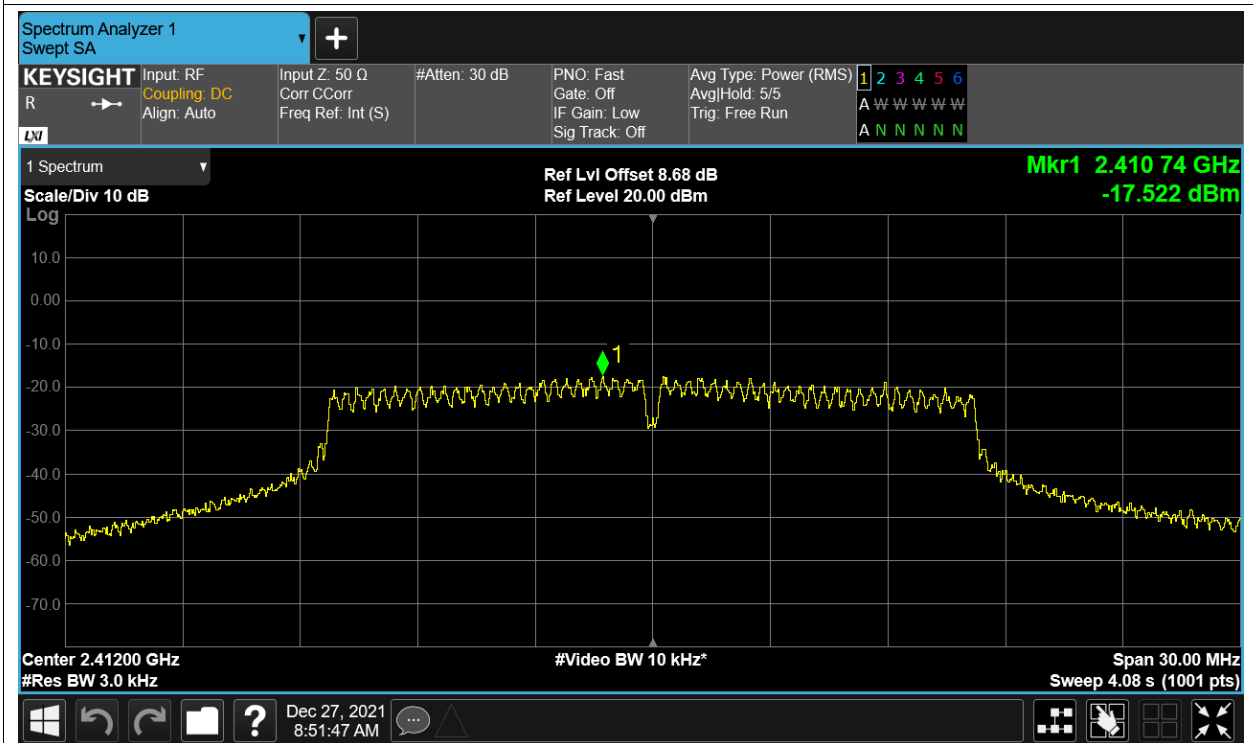 Spectrum Analyzer 1
Swept SA
KEYSIGHT
R
LXI
Input: RF
Coupling: DC
Align: Auto
Input Z: 50 Ω
Corr CCorr
Freq Ref: Int (S)
#Atten: 30 dB
PNO: Fast
Gate: Off
IF Gain: Low
Sig Track: Off
Avg Type: Power (RMS)
Avg|Hold: 5/5
Trig: Free Run
1 2 3 4 5 6
A W W W W W
A N N N N N
1 Spectrum
Scale/Div 10 dB
Log
Ref Lvl Offset 8.68 dB
Ref Level 20.00 dBm
Mkr1 2.410 74 GHz
-17.522 dBm
10.0
0.00
-10.0
1
-20.0
-30.0
-40.0
-50.0
-60.0
-70.0
Center 2.41200 GHz
#Res BW 3.0 kHz
#Video BW 10 kHz*
Span 30.00 MHz
Sweep 4.08 s (1001 pts)
?
Dec 27, 2021
8:51:47 AM